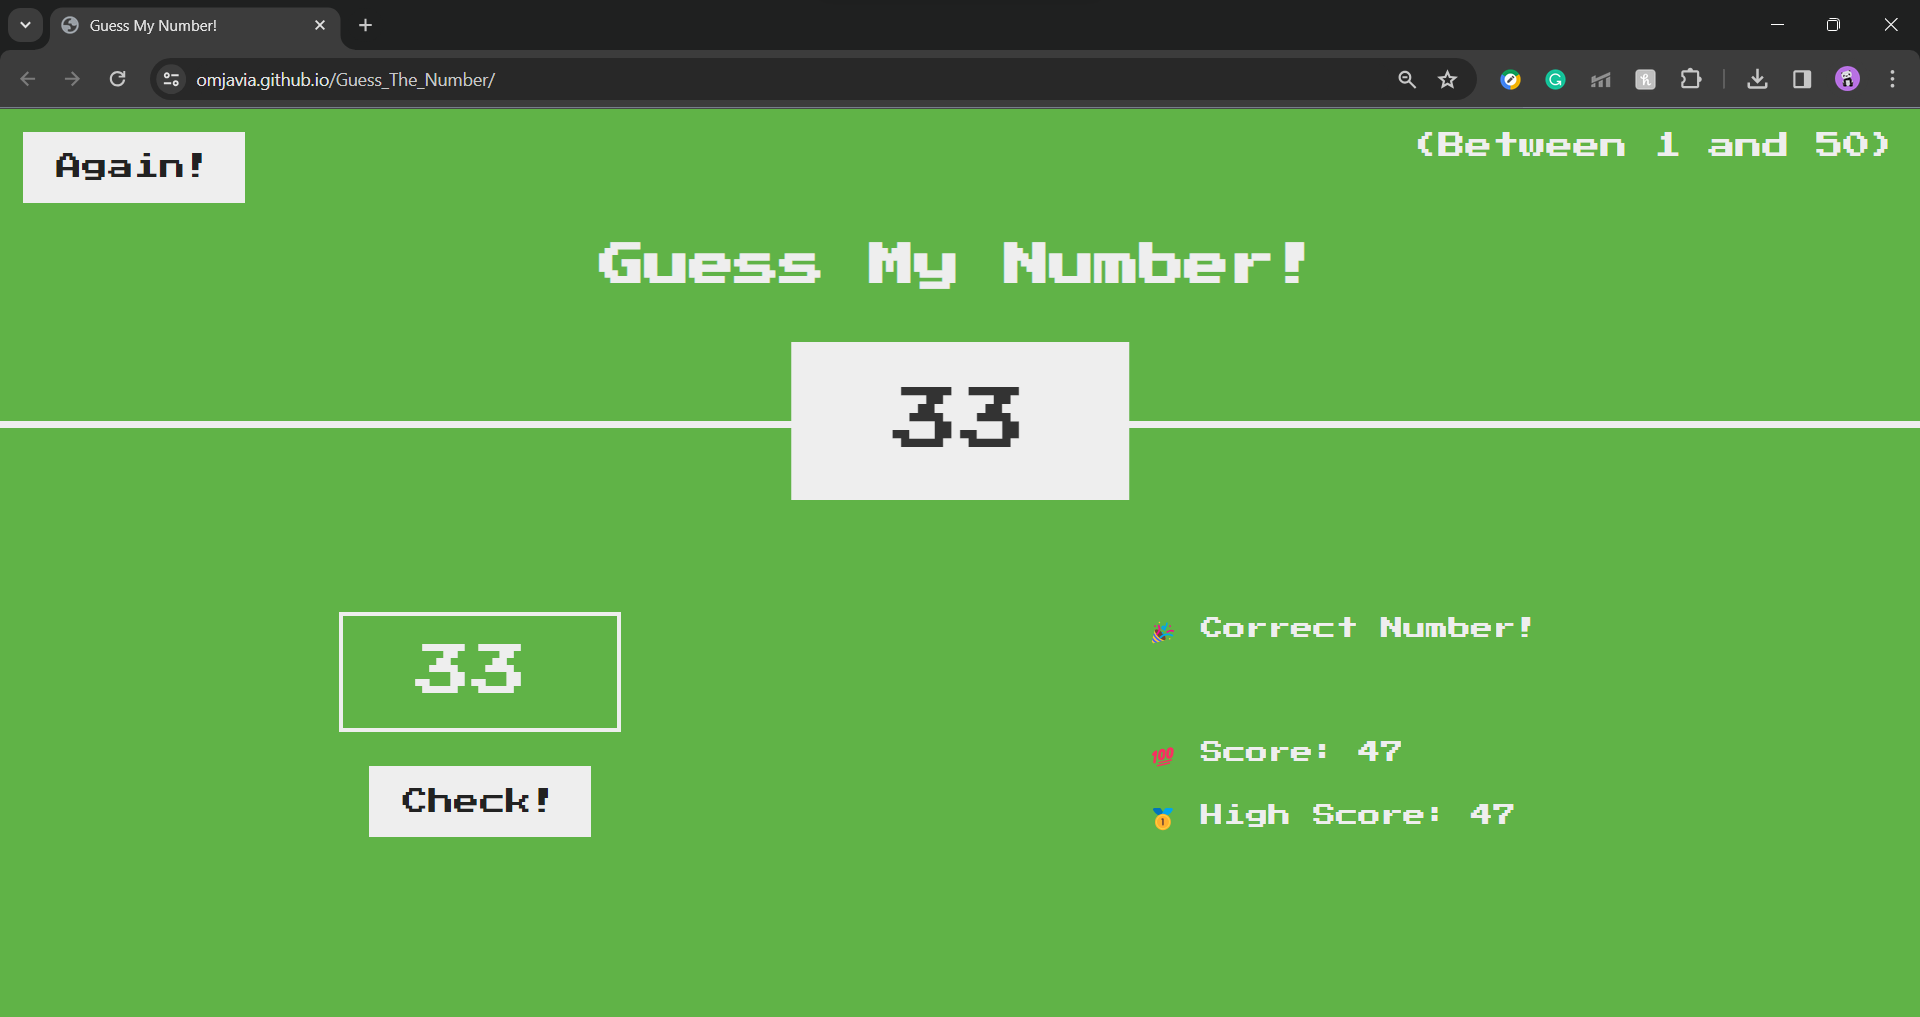 Guess My Number!
omjavia.github.io/Guess_The_Number/
Again!
(Between 1 and 50)
Guess My Number!
33
33
Check!
🎉 Correct Number!
💯 Score: 47
🥇 High Score: 47